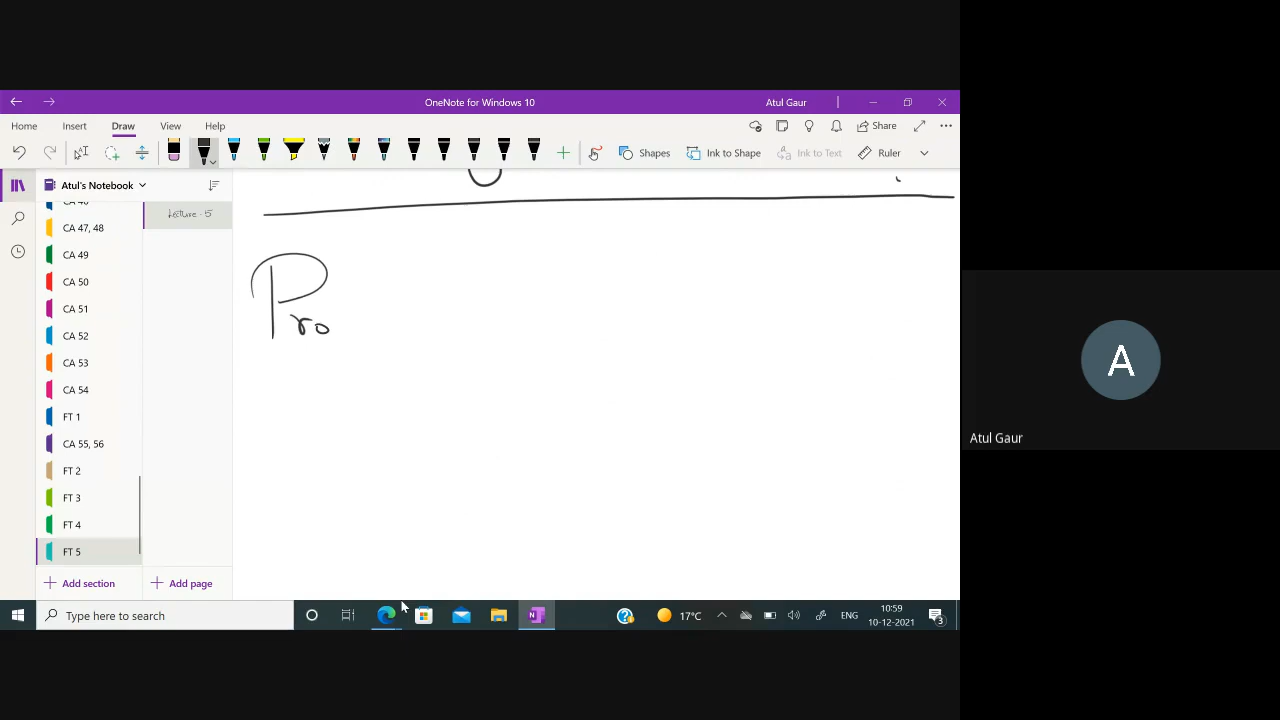 OneNote for Windows 10
Atul Gaur
Home Insert Draw View Help
Share
Shapes
Ink to Shape
Ink to Text
Ruler
Atul's Notebook
Lecture - 5
CA 47, 48
CA 49
CA 50
CA 51
CA 52
CA 53
CA 54
FT 1
CA 55, 56
FT 2
FT 3
FT 4
FT 5
Add section
Add page
Pro
A
Atul Gaur
Type here to search
17°C
ENG
10:59
10-12-2021
3